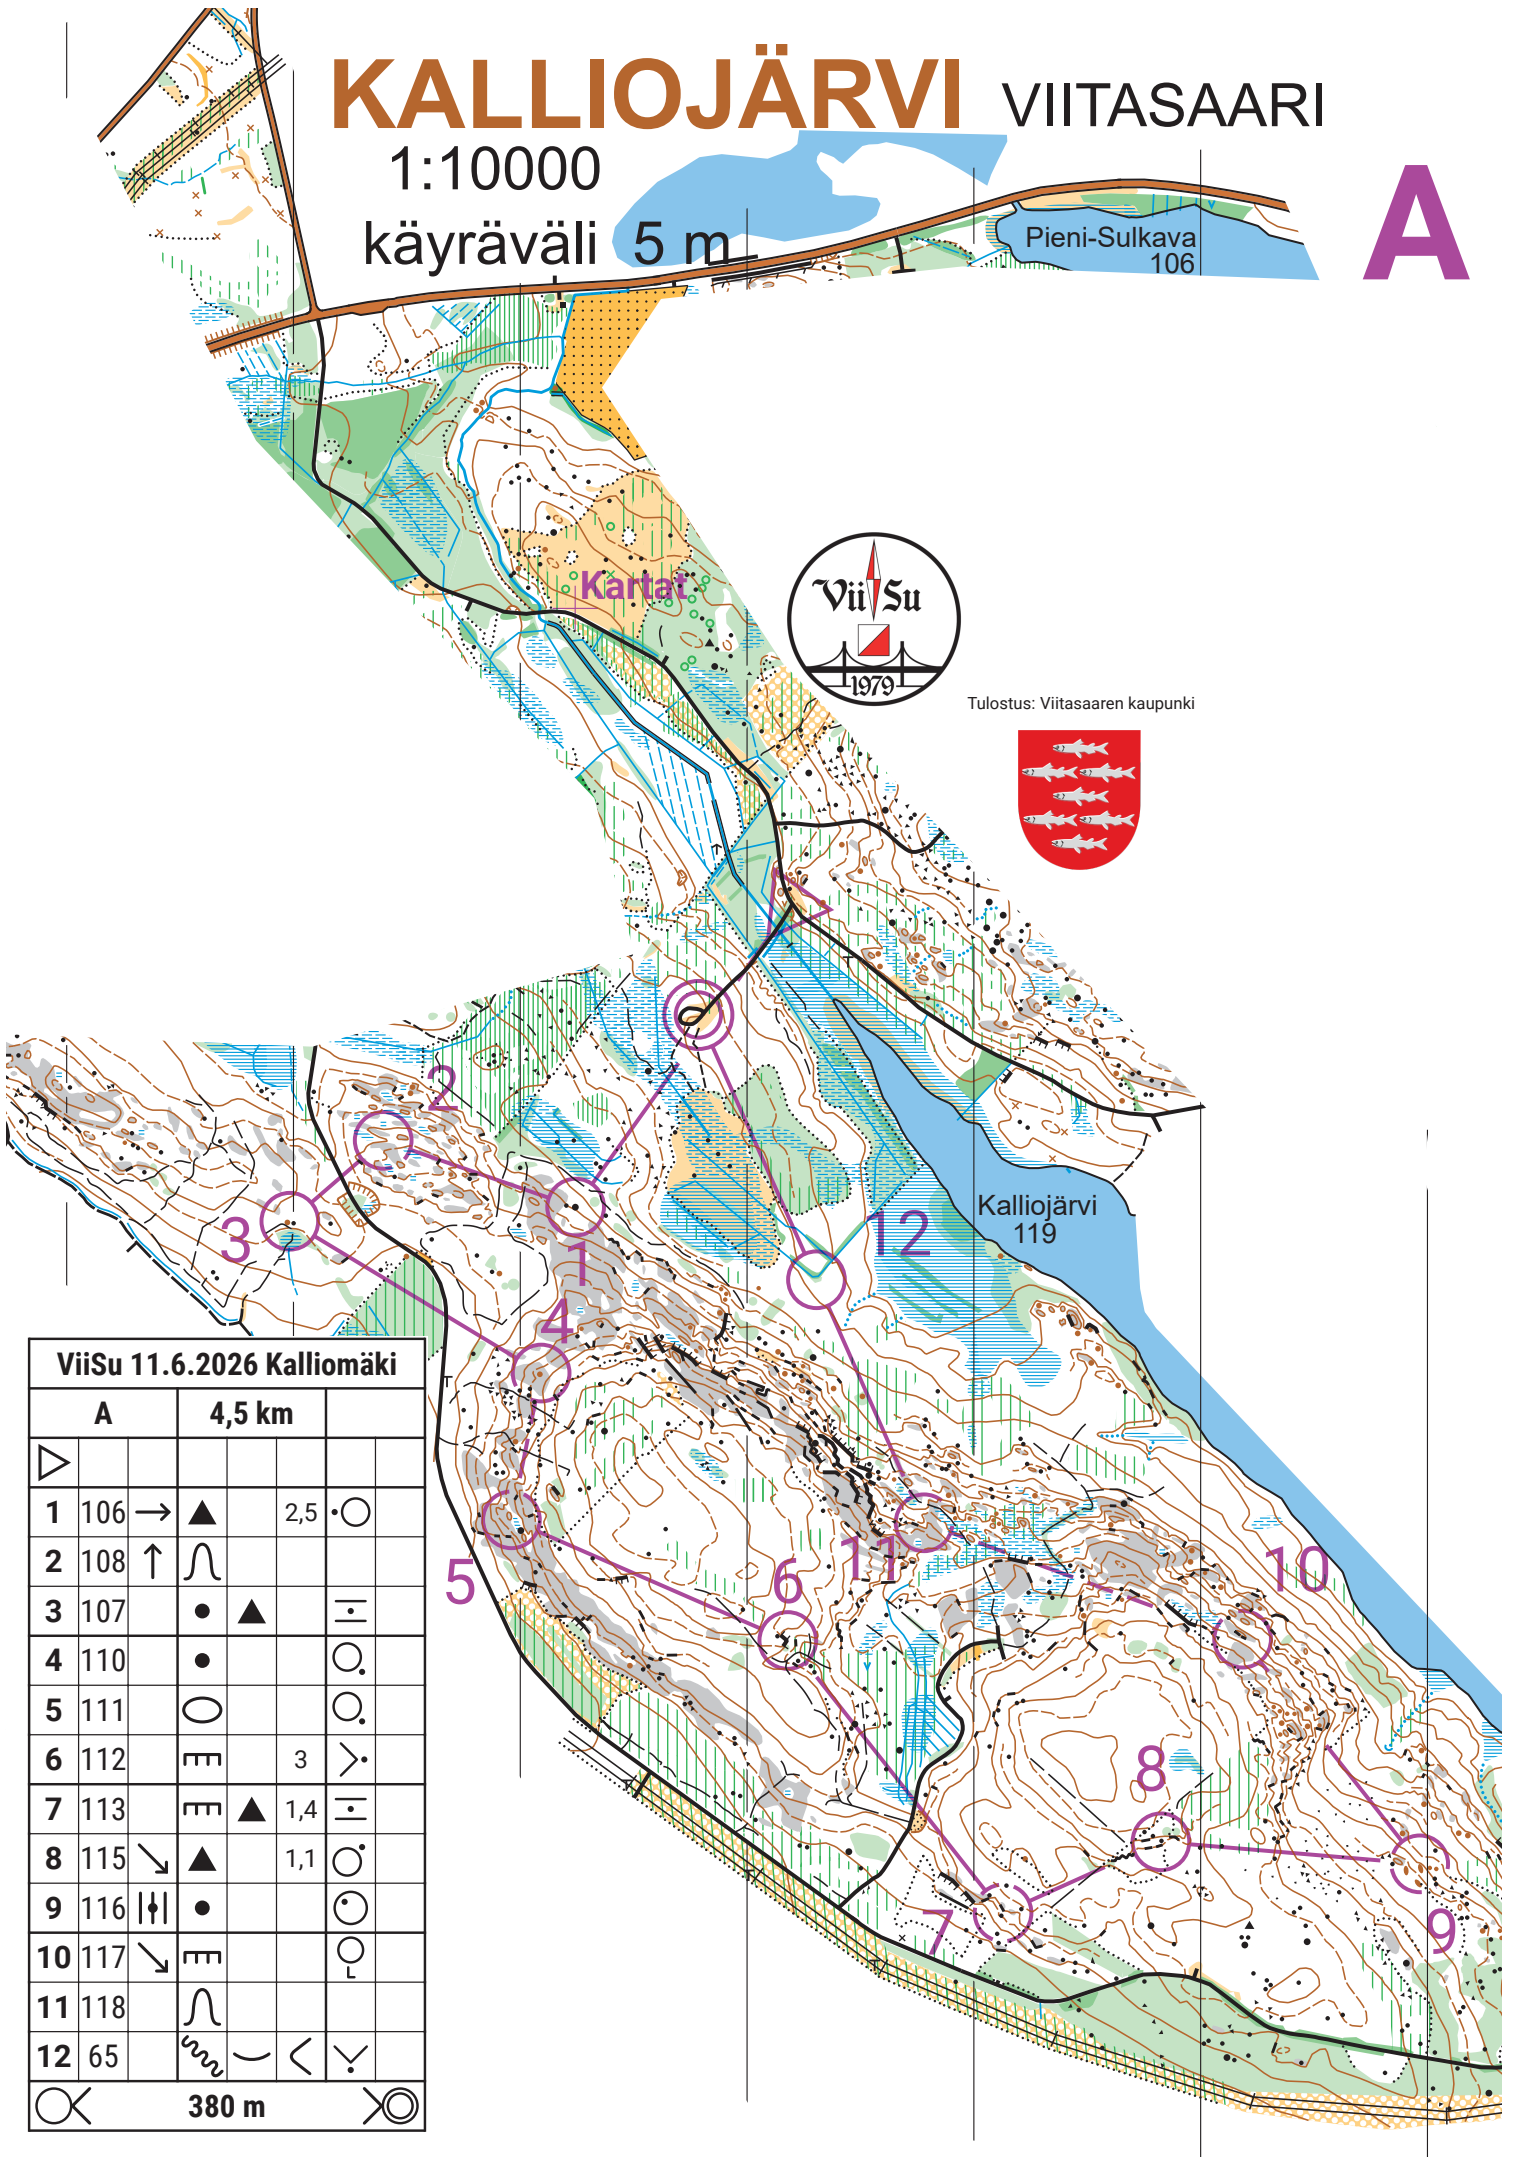 KALLIOJÄRVI VIITASAARI
1:10000
käyräväli 5 m
A
Pieni-Sulkava
106
Kartat
Vii Su
1979
Tulostus: Viitasaaren kaupunki
2
3
1
4
12
Kalliojärvi
119
5
6
11
10
8
7
9
ViiSu 11.6.2026 Kalliomäki
A 4,5 km
1 106 2,5
2 108
3 107
4 110
5 111
6 112 3
7 113 1,4
8 115 1,1
9 116
10 117
11 118
12 65
380 m